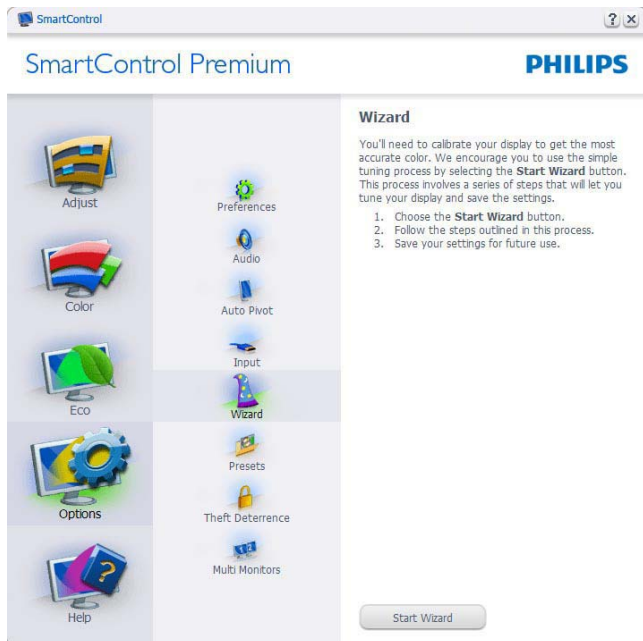 SmartControl
SmartControl Premium
PHILIPS
Adjust
Color
Eco
Options
Help
Preferences
Audio
Auto Pivot
Input
Wizard
Presets
Theft Deterrence
Multi Monitors
Wizard
You'll need to calibrate your display to get the most
accurate color. We encourage you to use the simple
tuning process by selecting the Start Wizard button.
This process involves a series of steps that will let you
tune your display and save the settings.
1. Choose the Start Wizard button.
2. Follow the steps outlined in this process.
3. Save your settings for future use.
Start Wizard